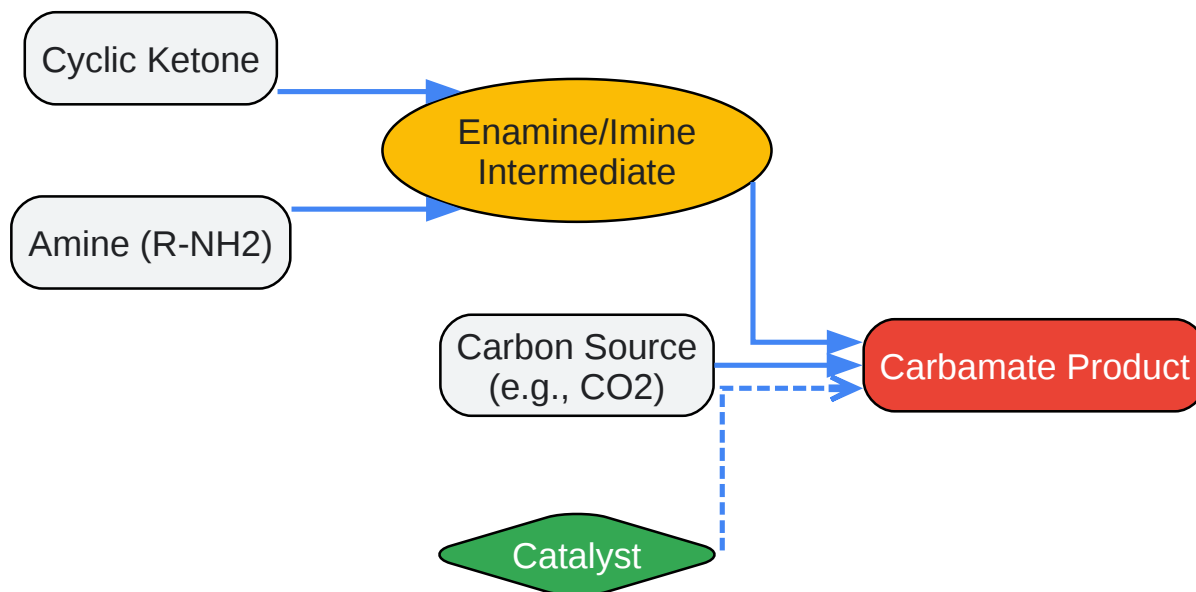 Cyclic Ketone
Enamine/Imine
Intermediate
Amine (R-NH2)
Carbon Source
(e.g., CO2)
Carbamate Product
Catalyst